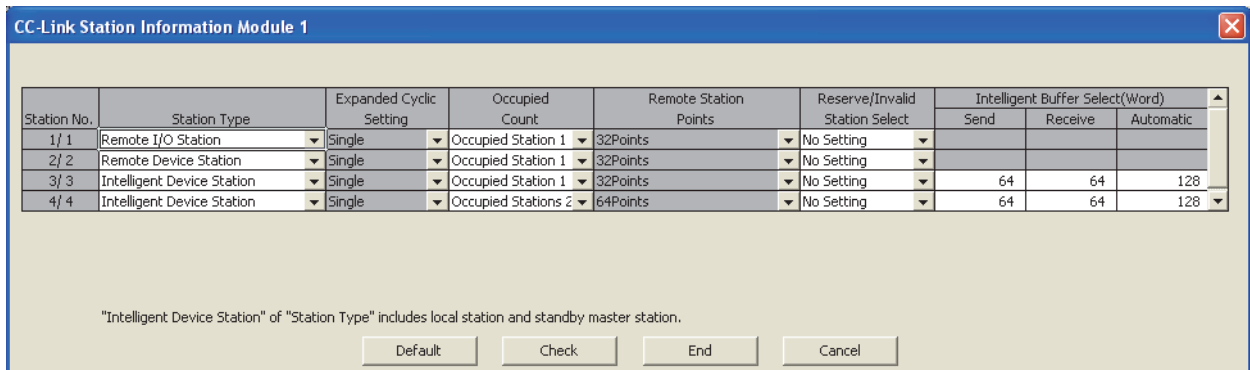 CC-Link Station Information Module 1
Expanded Cyclic Occupied Remote Station Reserve/Invalid Intelligent Buffer Select(Word)
Station No. Station Type Setting Count Points Station Select Send Receive Automatic
1/ 1 Remote I/O Station Single Occupied Station 1 32Points No Setting
2/ 2 Remote Device Station Single Occupied Station 1 32Points No Setting
3/ 3 Intelligent Device Station Single Occupied Station 1 32Points No Setting 64 64 128
4/ 4 Intelligent Device Station Single Occupied Stations 2 64Points No Setting 64 64 128
"Intelligent Device Station" of "Station Type" includes local station and standby master station.
Default Check End Cancel